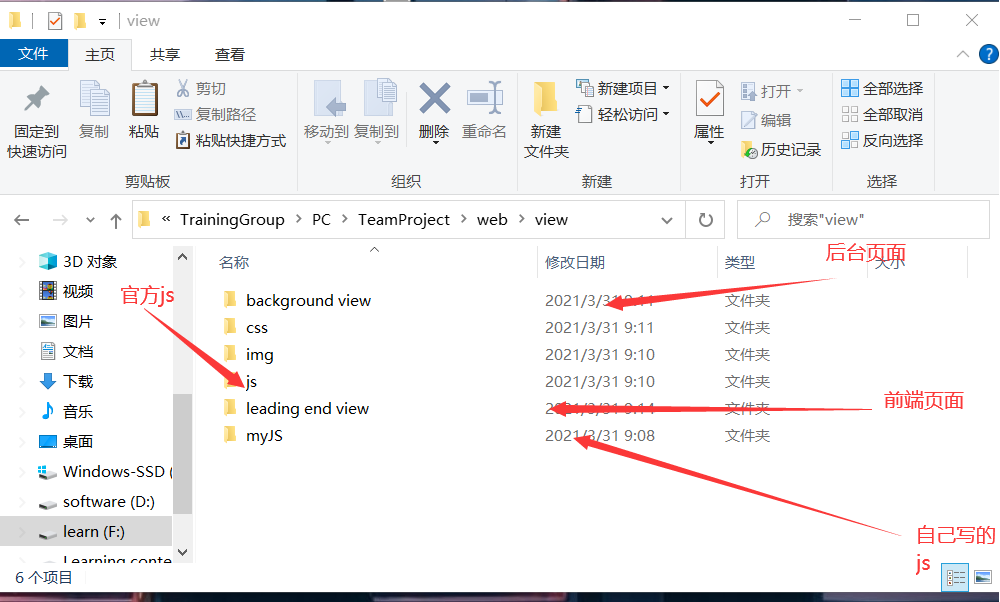 view
文件 主页 共享 查看
固定到
快速访问
复制
粘贴
剪切
复制路径
粘贴快捷方式
移动到
复制到
删除
重命名
新建
文件夹
新建项目
轻松访问
属性
打开
编辑
历史记录
全部选择
全部取消
反向选择
剪贴板 组织 新建 打开 选择
« TrainingGroup > PC > TeamProject > web > view
搜索"view"
3D 对象
视频
图片
文档
下载
音乐
桌面
Windows-SSD (
software (D:)
learn (F:)
Learning conte
名称 修改日期 类型 大小
background view 2021/3/31 9:11 文件夹
css 2021/3/31 9:11 文件夹
img 2021/3/31 9:10 文件夹
js 2021/3/31 9:10 文件夹
leading end view 2021/3/31 9:14 文件夹
myJS 2021/3/31 9:08 文件夹
后台页面
官方js
前端页面
自己写的
js
6 个项目